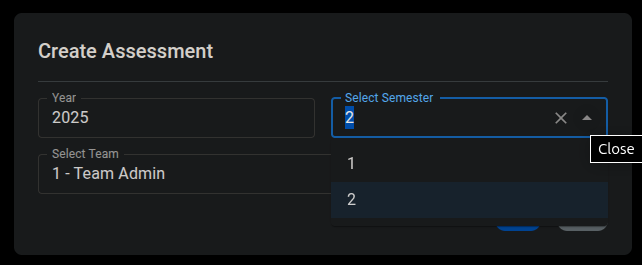 Create Assessment
Year
2025
Select Semester
2
Close
Select Team
1 - Team Admin
1
2